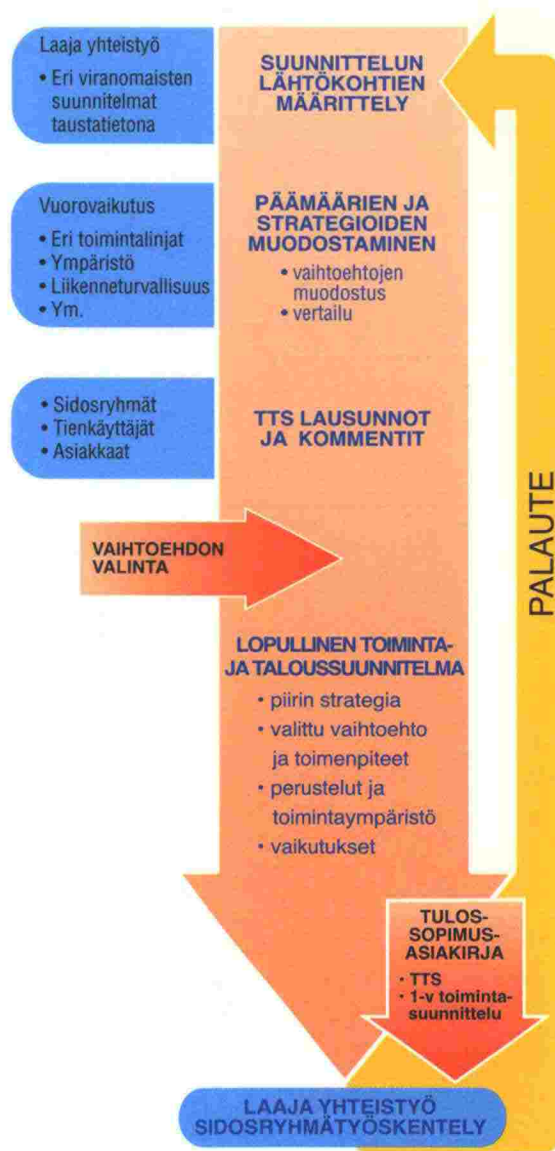 Laaja yhteistyö
• Eri viranomaisten
suunnitelmat
taustatietona
SUUNNITTELUN
LÄHTÖKOHTIEN
MÄÄRITTELY
Vuorovaikutus
• Eri toimintalinjat
• Ympäristö
• Liikenneturvallisuus
• Ym.
PÄÄMÄÄRIEN JA
STRATEGIOIDEN
MUODOSTAMINEN
• vaihtoehtojen
muodostus
• vertailu
• Sidosryhmät
• Tienkäyttäjät
• Asiakkaat
TTS LAUSUNNOT
JA KOMMENTIT
VAIHTOEHDON
VALINTA
LOPULLINEN TOIMINTA-
JA TALOUSSUUNNITELMA
• piirin strategia
• valittu vaihtoehto
ja toimenpiteet
• perustelut ja
toimintaympäristö
• vaikutukset
PALAUTE
TULOS-
SOPIMUS-
ASIAKIRJA
• TTS
• 1-v toiminta-
suunnittelu
LAAJA YHTEISTYÖ
SIDOSRYHMÄTYÖSKENTELY